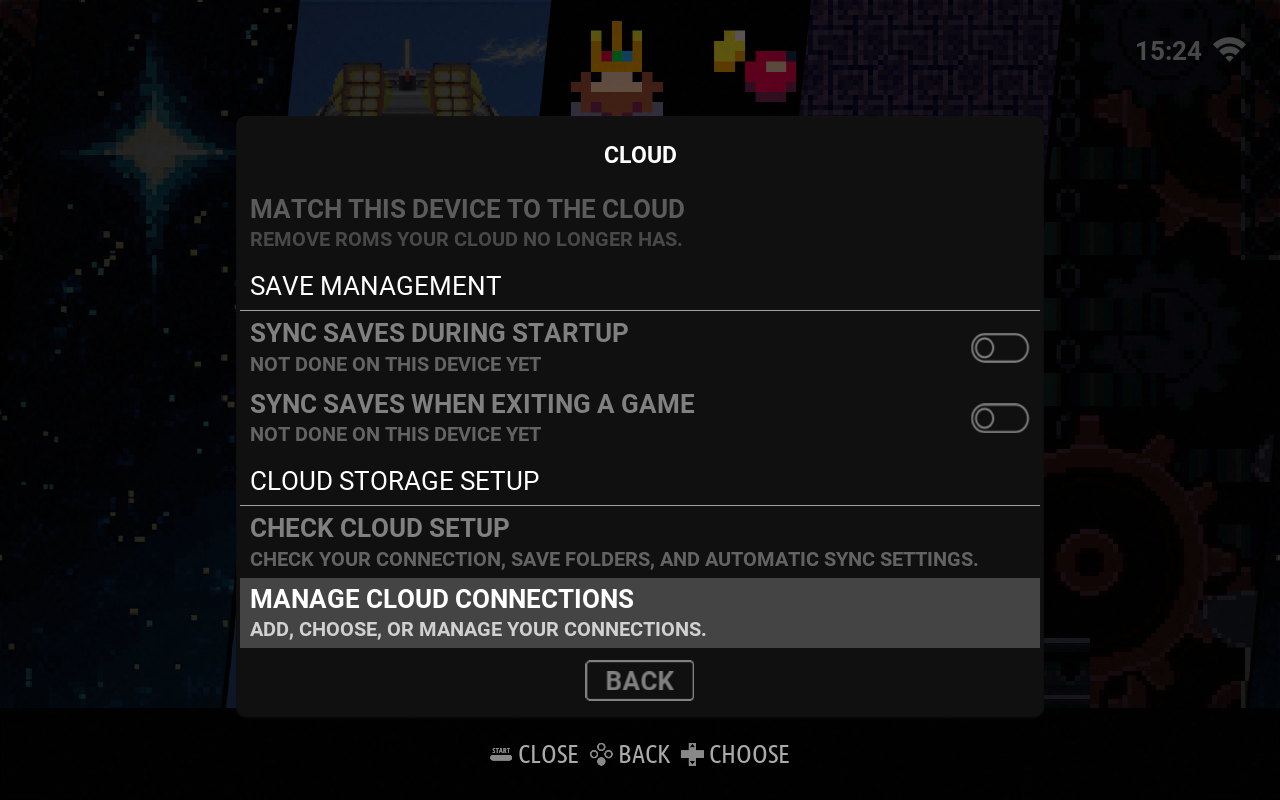 15:24
CLOUD
MATCH THIS DEVICE TO THE CLOUD
REMOVE ROMS YOUR CLOUD NO LONGER HAS.
SAVE MANAGEMENT
SYNC SAVES DURING STARTUP
NOT DONE ON THIS DEVICE YET
SYNC SAVES WHEN EXITING A GAME
NOT DONE ON THIS DEVICE YET
CLOUD STORAGE SETUP
CHECK CLOUD SETUP
CHECK YOUR CONNECTION, SAVE FOLDERS, AND AUTOMATIC SYNC SETTINGS.
MANAGE CLOUD CONNECTIONS
ADD, CHOOSE, OR MANAGE YOUR CONNECTIONS.
BACK
START CLOSE BACK CHOOSE